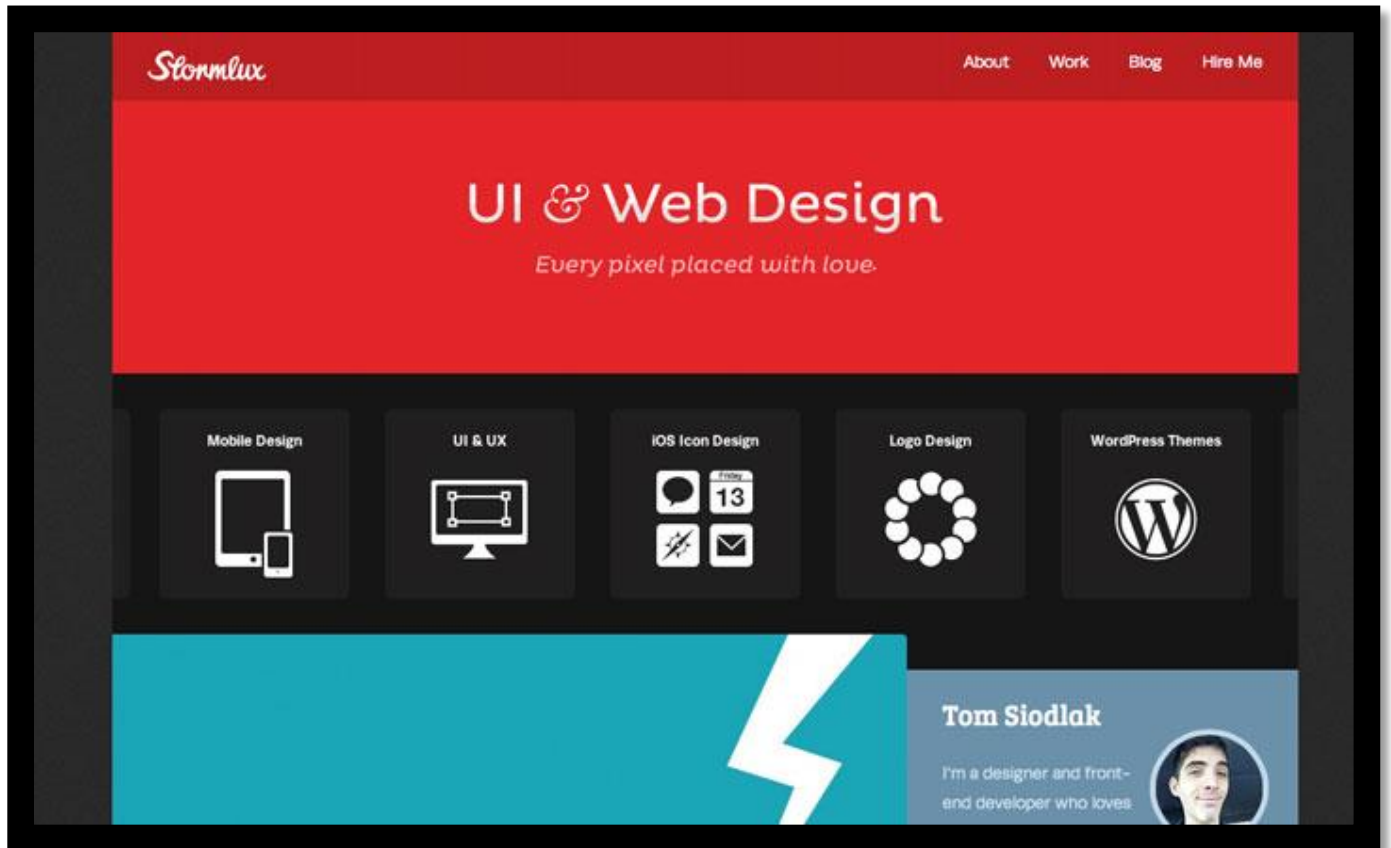 Stormlux
About Work Blog Hire Me
UI & Web Design
Every pixel placed with love.
Mobile Design
UI & UX
iOS Icon Design
Friday
13
Logo Design
WordPress Themes
W
Tom Siodlak
I'm a designer and front-
end developer who loves